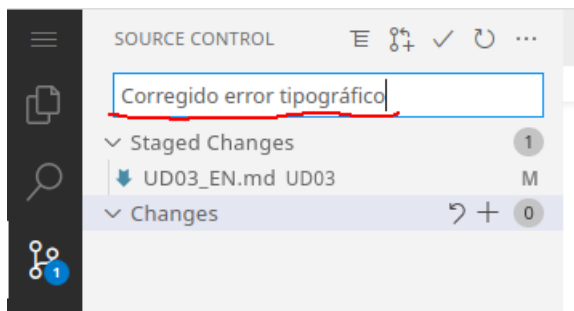 SOURCE CONTROL
Corregido error tipográfico
Staged Changes 1
UD03_EN.md UD03 M
Changes 0
1